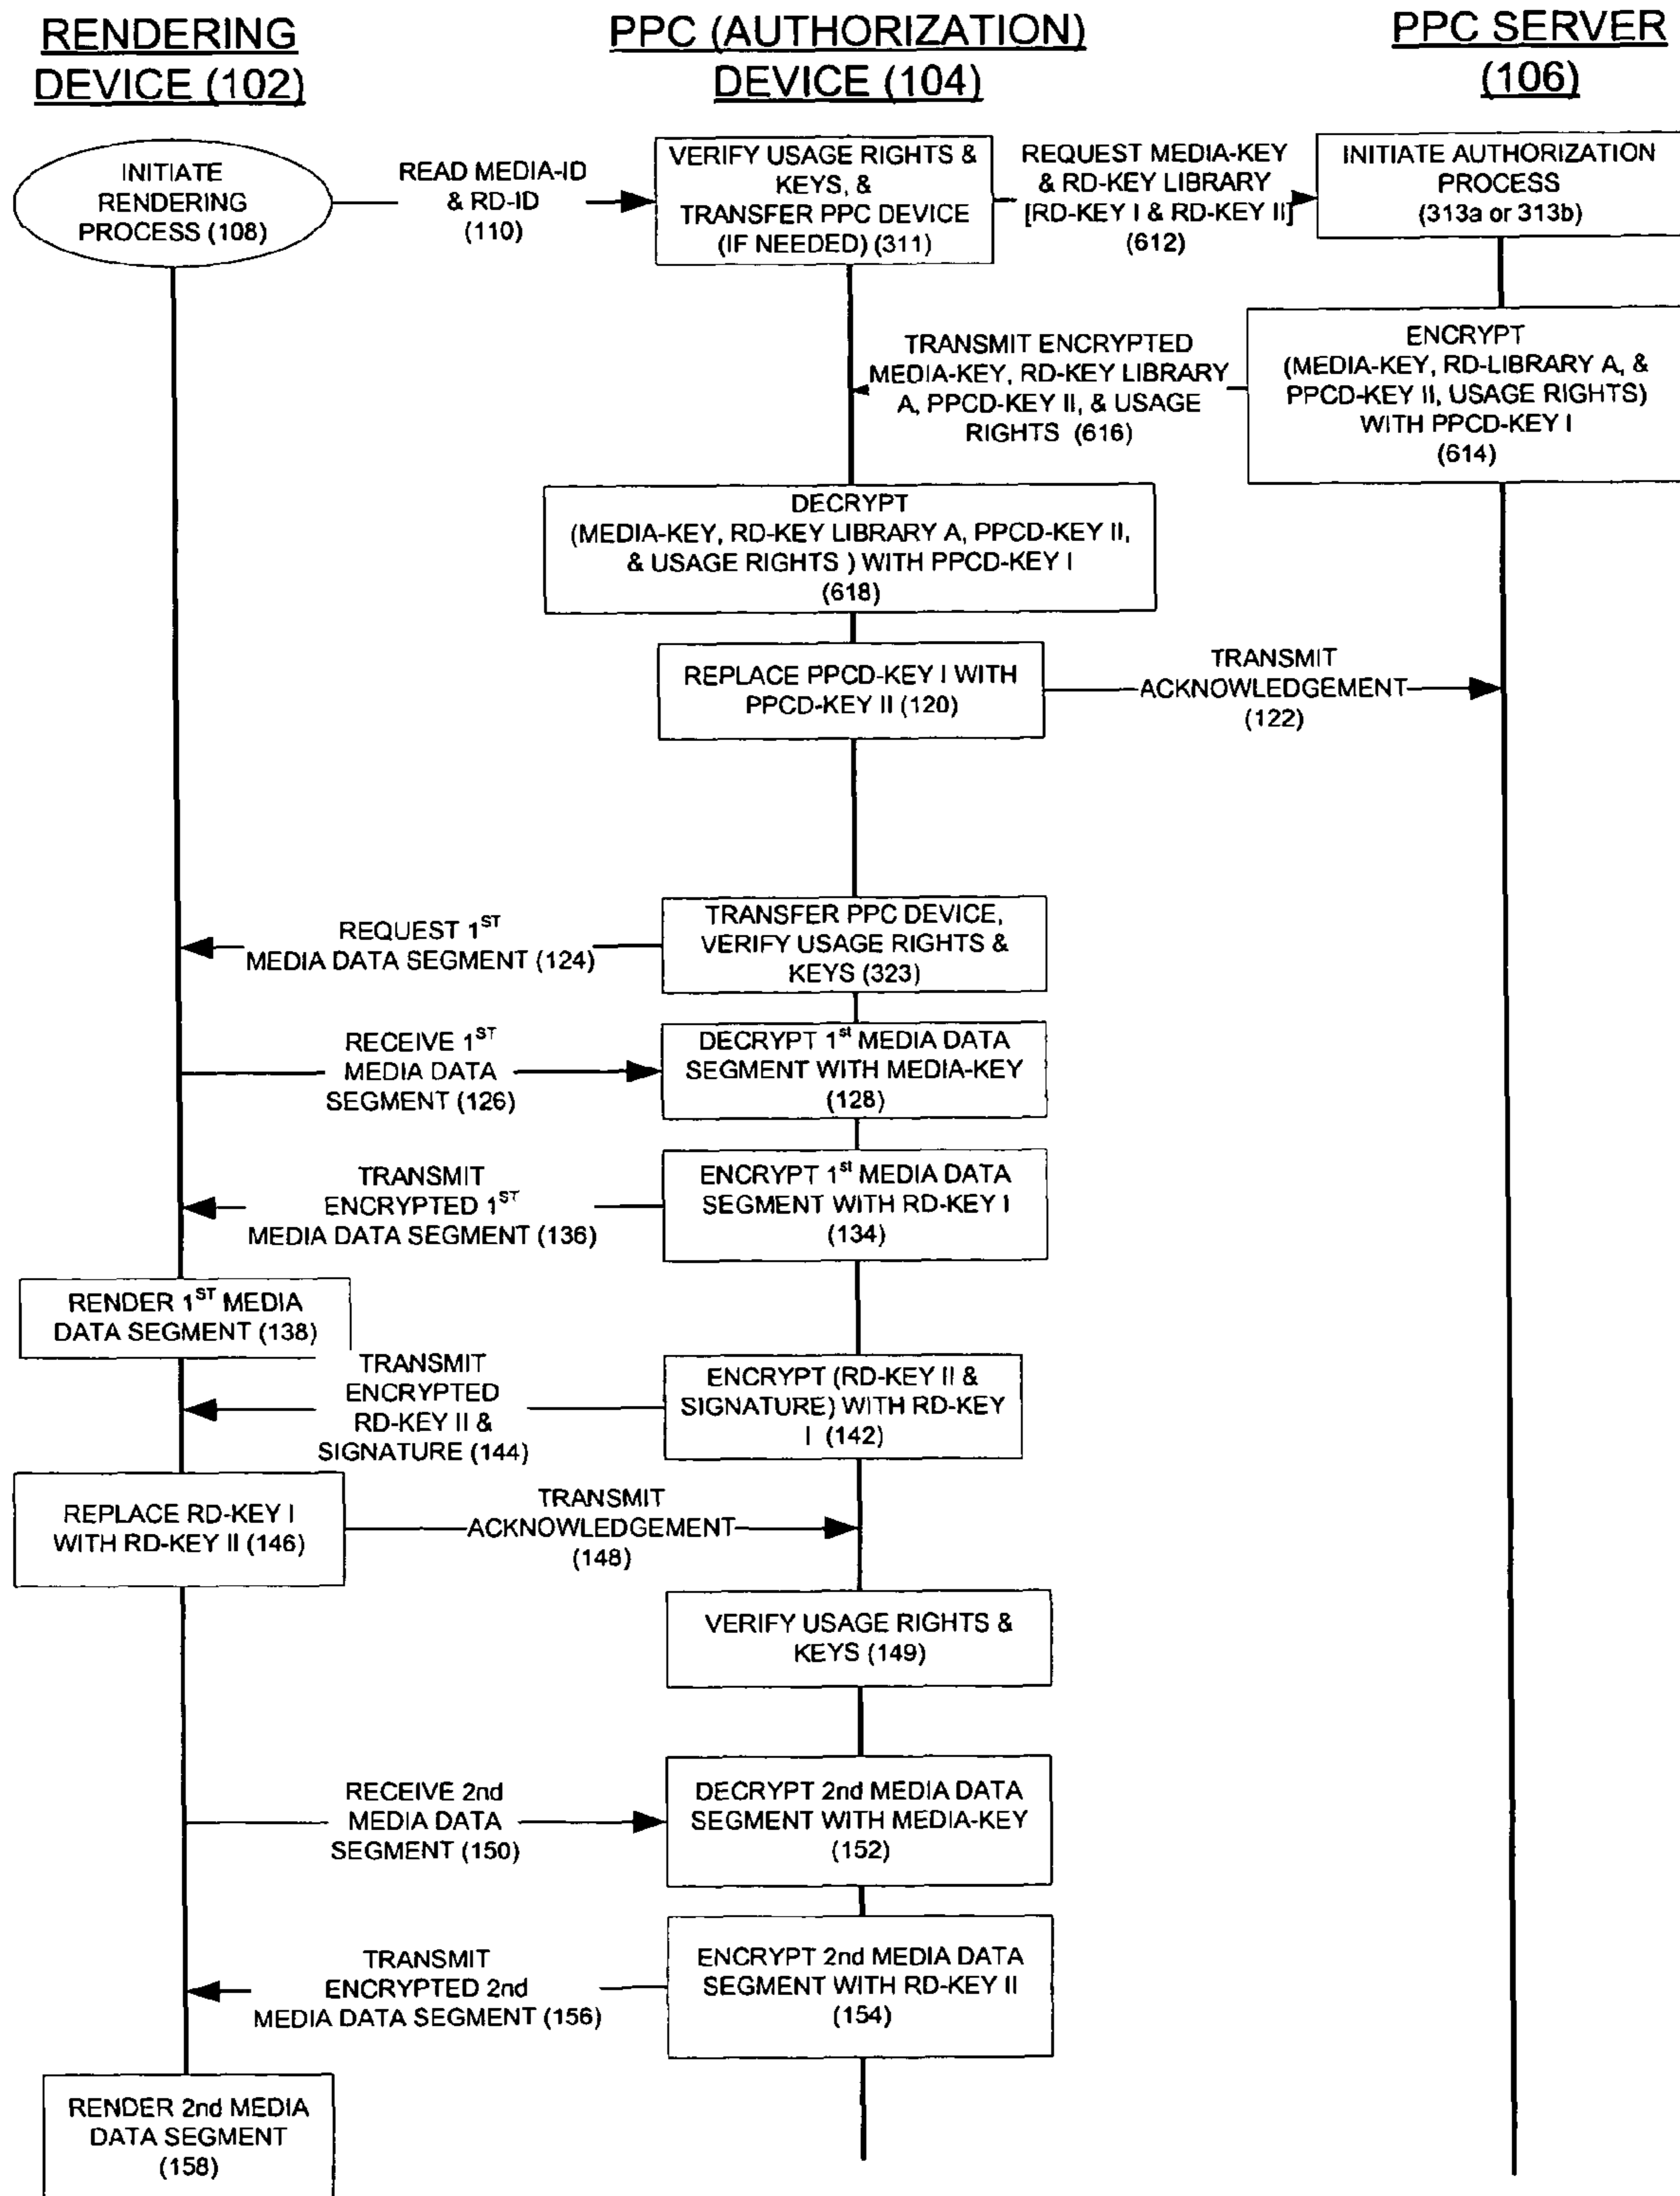 RENDERING
DEVICE (102)
PPC (AUTHORIZATION)
DEVICE (104)
PPC SERVER
(106)
INITIATE
RENDERING
PROCESS (108)
READ MEDIA-ID
& RD-ID
(110)
VERIFY USAGE RIGHTS &
KEYS, &
TRANSFER PPC DEVICE
(IF NEEDED) (311)
REQUEST MEDIA-KEY
& RD-KEY LIBRARY
[RD-KEY I & RD-KEY II]
(612)
INITIATE AUTHORIZATION
PROCESS
(313a or 313b)
TRANSMIT ENCRYPTED
MEDIA-KEY, RD-KEY LIBRARY
A, PPCD-KEY II, & USAGE
RIGHTS (616)
ENCRYPT
(MEDIA-KEY, RD-LIBRARY A, &
PPCD-KEY II, USAGE RIGHTS)
WITH PPCD-KEY I
(614)
DECRYPT
(MEDIA-KEY, RD-KEY LIBRARY A, PPCD-KEY II,
& USAGE RIGHTS ) WITH PPCD-KEY I
(618)
REPLACE PPCD-KEY I WITH
PPCD-KEY II (120)
TRANSMIT
ACKNOWLEDGEMENT
(122)
REQUEST 1ST
MEDIA DATA SEGMENT (124)
TRANSFER PPC DEVICE,
VERIFY USAGE RIGHTS &
KEYS (323)
RECEIVE 1ST
MEDIA DATA
SEGMENT (126)
DECRYPT 1st MEDIA DATA
SEGMENT WITH MEDIA-KEY
(128)
TRANSMIT
ENCRYPTED 1ST
MEDIA DATA SEGMENT (136)
ENCRYPT 1st MEDIA DATA
SEGMENT WITH RD-KEY I
(134)
RENDER 1ST MEDIA
DATA SEGMENT (138)
TRANSMIT
ENCRYPTED
RD-KEY II &
SIGNATURE (144)
ENCRYPT (RD-KEY II &
SIGNATURE) WITH RD-KEY
I (142)
REPLACE RD-KEY I
WITH RD-KEY II (146)
TRANSMIT
ACKNOWLEDGEMENT
(148)
VERIFY USAGE RIGHTS &
KEYS (149)
RECEIVE 2nd
MEDIA DATA
SEGMENT (150)
DECRYPT 2nd MEDIA DATA
SEGMENT WITH MEDIA-KEY
(152)
TRANSMIT
ENCRYPTED 2nd
MEDIA DATA SEGMENT (156)
ENCRYPT 2nd MEDIA DATA
SEGMENT WITH RD-KEY II
(154)
RENDER 2nd MEDIA
DATA SEGMENT
(158)